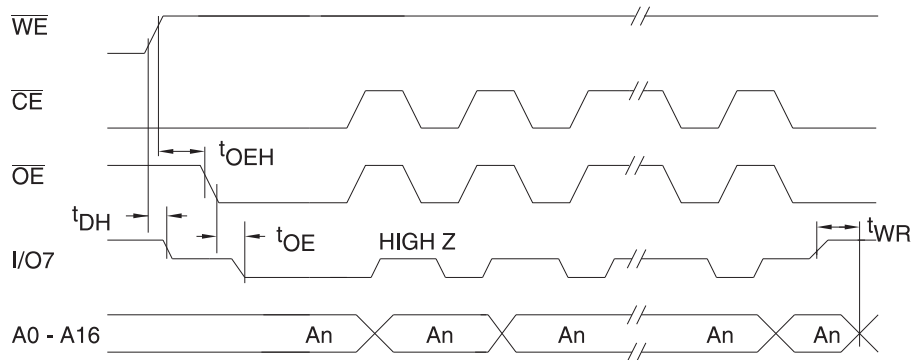 WE
CE
tOEH
OE
tDH
tOE
HIGH Z
tWR
I/O7
A0 - A16
An An An An An